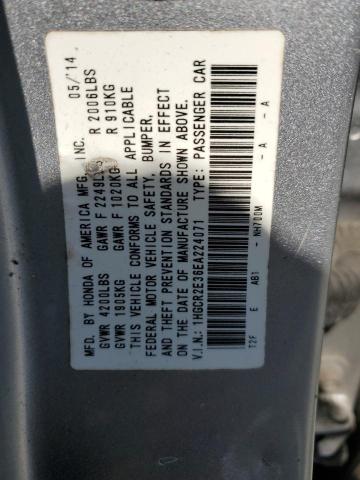 MFD. BY HONDA OF AMERICA MFG., INC. 05/'14
GVWR 4200LBS GAWR F 2249LBS R 2006LBS
GVWR 1905KG GAWR F 1020KG R 910KG
THIS VEHICLE CONFORMS TO ALL APPLICABLE
FEDERAL MOTOR VEHICLE SAFETY, BUMPER,
AND THEFT PREVENTION STANDARDS IN EFFECT
ON THE DATE OF MANUFACTURE SHOWN ABOVE.
V.I.N.: 1HGCR2E36EA224071 TYPE: PASSENGER CAR
T2F E AB1 - NH700M - A - A